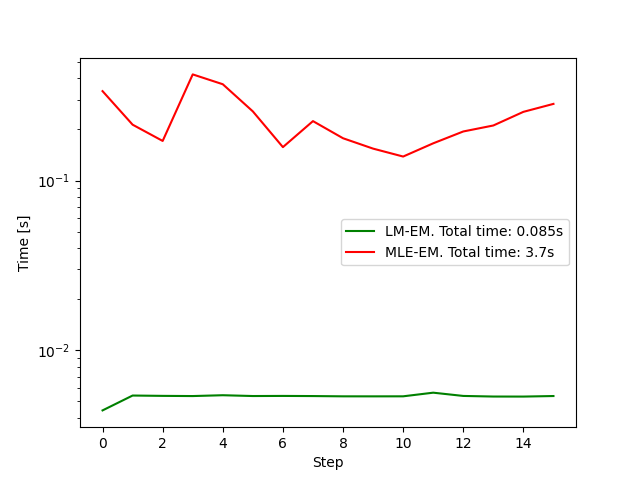 10⁻¹
10⁻²
Time [s]
LM-EM. Total time: 0.085s
MLE-EM. Total time: 3.7s
0 2 4 6 8 10 12 14
Step